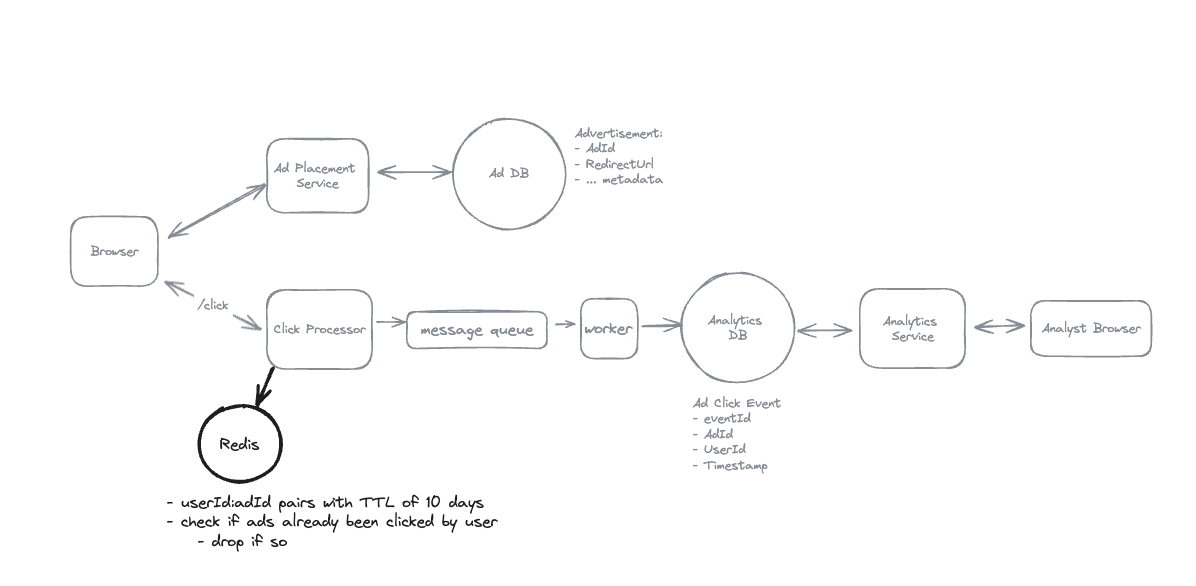 Advertisement:
- AdId
- RedirectUrl
- ... metadata
Ad Placement
Service
Ad DB
Browser
/click
Click Processor
message queue
worker
Analytics
DB
Analytics
Service
Analyst Browser
Ad Click Event
- eventId
- AdId
- UserId
- Timestamp
Redis
- userId:adId pairs with TTL of 10 days
- check if ads already been clicked by user
- drop if so